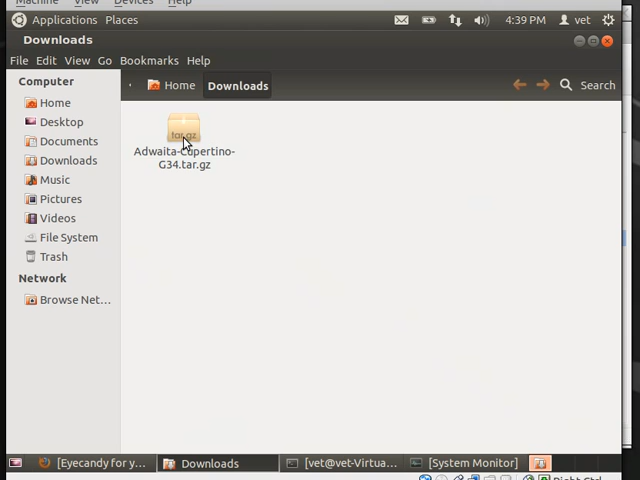 Machine View Devices Help
Applications Places 4:39 PM vet
Downloads
File Edit View Go Bookmarks Help
Computer
Home Downloads Search
Home
Desktop
Documents
Downloads
Music
Pictures
Videos
File System
Trash
Network
Browse Net...
tar.gz
Adwaita-Cupertino-
G34.tar.gz
[Eyecandy for y... Downloads [vet@vet-Virtua... [System Monitor]
Right Ctrl